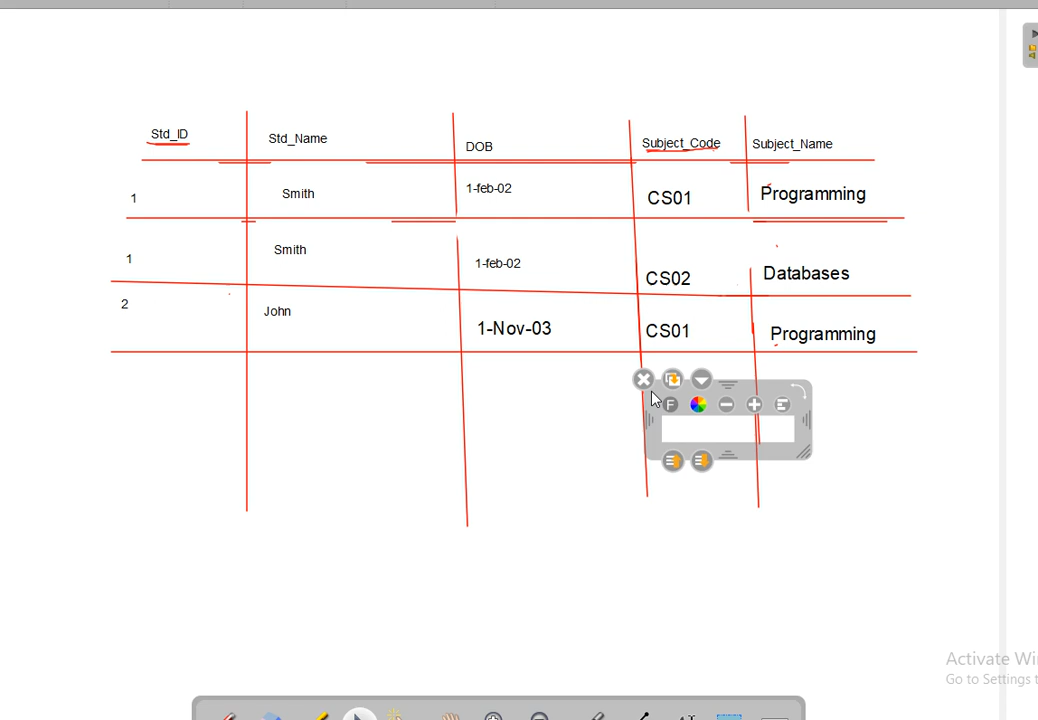 Std_ID Std_Name DOB Subject_Code Subject_Name
1 Smith 1-feb-02 CS01 Programming
1 Smith 1-feb-02 CS02 Databases
2 John 1-Nov-03 CS01 Programming
F
Activate Wi
Go to Settings t